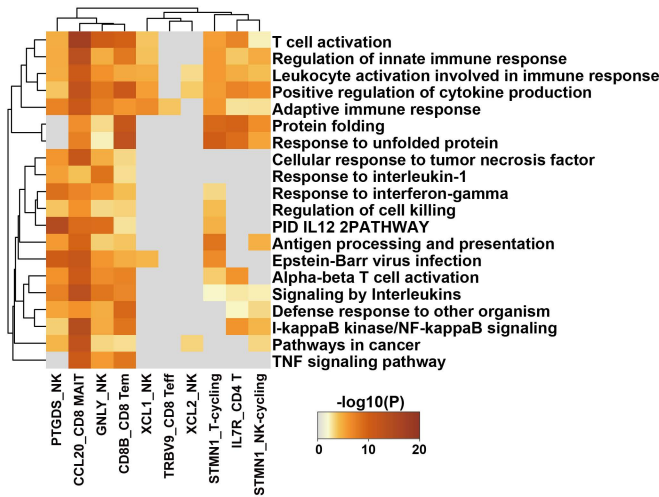 T cell activation
Regulation of innate immune response
Leukocyte activation involved in immune response
Positive regulation of cytokine production
Adaptive immune response
Protein folding
Response to unfolded protein
Cellular response to tumor necrosis factor
Response to interleukin-1
Response to interferon-gamma
Regulation of cell killing
PID IL12 2PATHWAY
Antigen processing and presentation
Epstein-Barr virus infection
Alpha-beta T cell activation
Signaling by Interleukins
Defense response to other organism
I-kappaB kinase/NF-kappaB signaling
Pathways in cancer
TNF signaling pathway
PTGDS_NK
CCL20_CD8 MAIT
GNLY_NK
CD8B_CD8 Tem
XCL1_NK
TRBV9_CD8 Teff
XCL2_NK
STMN1_T-cycling
IL7R_CD4 T
STMN1_NK-cycling
-log10(P)
0 10 20